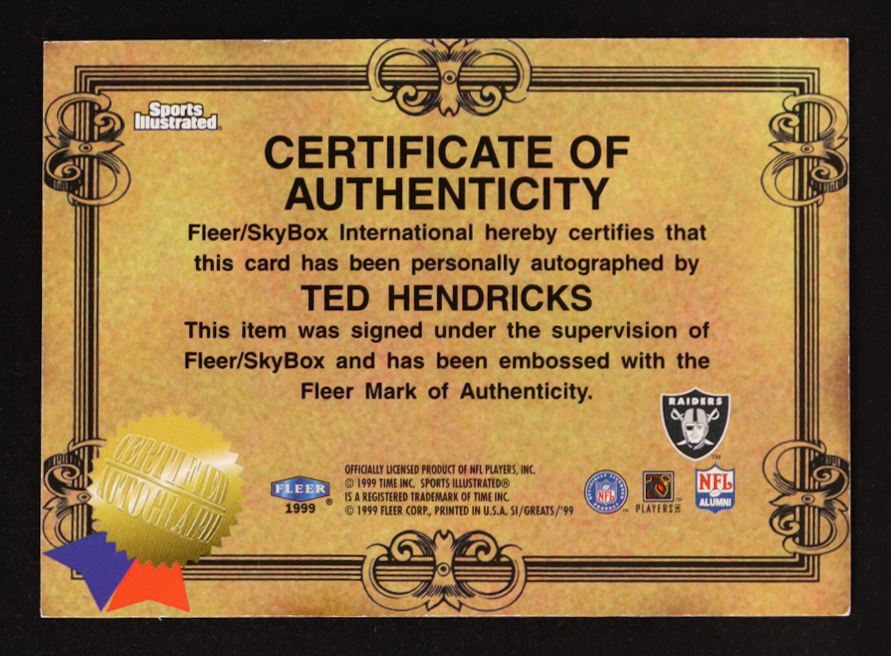 Sports
Illustrated®
CERTIFICATE OF
AUTHENTICITY
Fleer/SkyBox International hereby certifies that
this card has been personally autographed by
TED HENDRICKS
This item was signed under the supervision of
Fleer/SkyBox and has been embossed with the
Fleer Mark of Authenticity.
RAIDERS
TM
CERTIFIED
AUTOGRAPH
FLEER
1999 ®
OFFICIALLY LICENSED PRODUCT OF NFL PLAYERS, INC.
© 1999 TIME INC. SPORTS ILLUSTRATED®
IS A REGISTERED TRADEMARK OF TIME INC.
© 1999 FLEER CORP., PRINTED IN U.S.A. SI/GREATS/'99
NFL
PLAYERS
NFL
ALUMNI